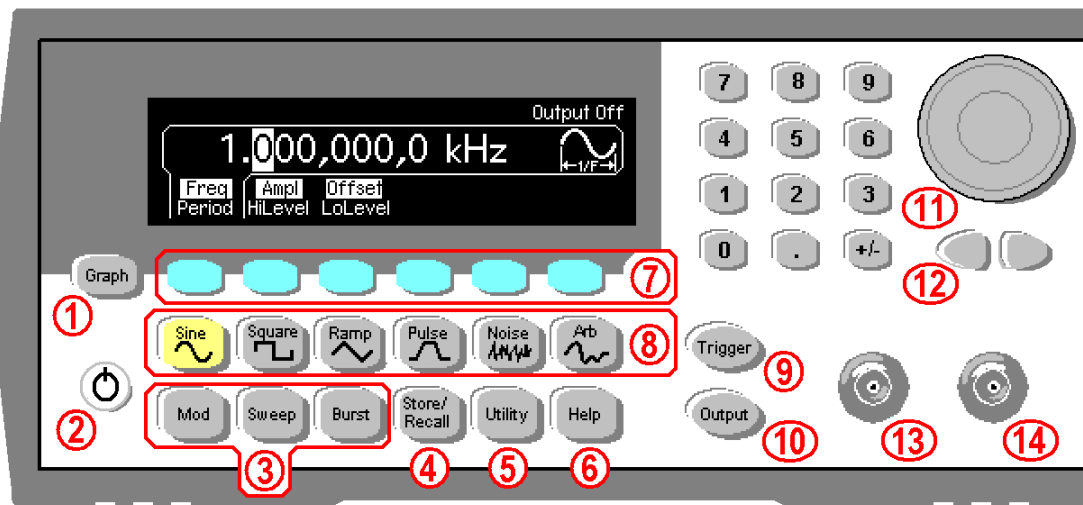 Output Off
1.000,000,0 kHz
←1/F→
Freq Ampl Offset
Period HiLevel LoLevel
7 8 9
4 5 6
1 2 3
0 . +/-
11
12
Graph
1
7
Sine Square Ramp Pulse Noise Arb
8
Trigger
9
2
Mod Sweep Burst Store/
Recall Utility Help
Output
10
3 4 5 6
13 14